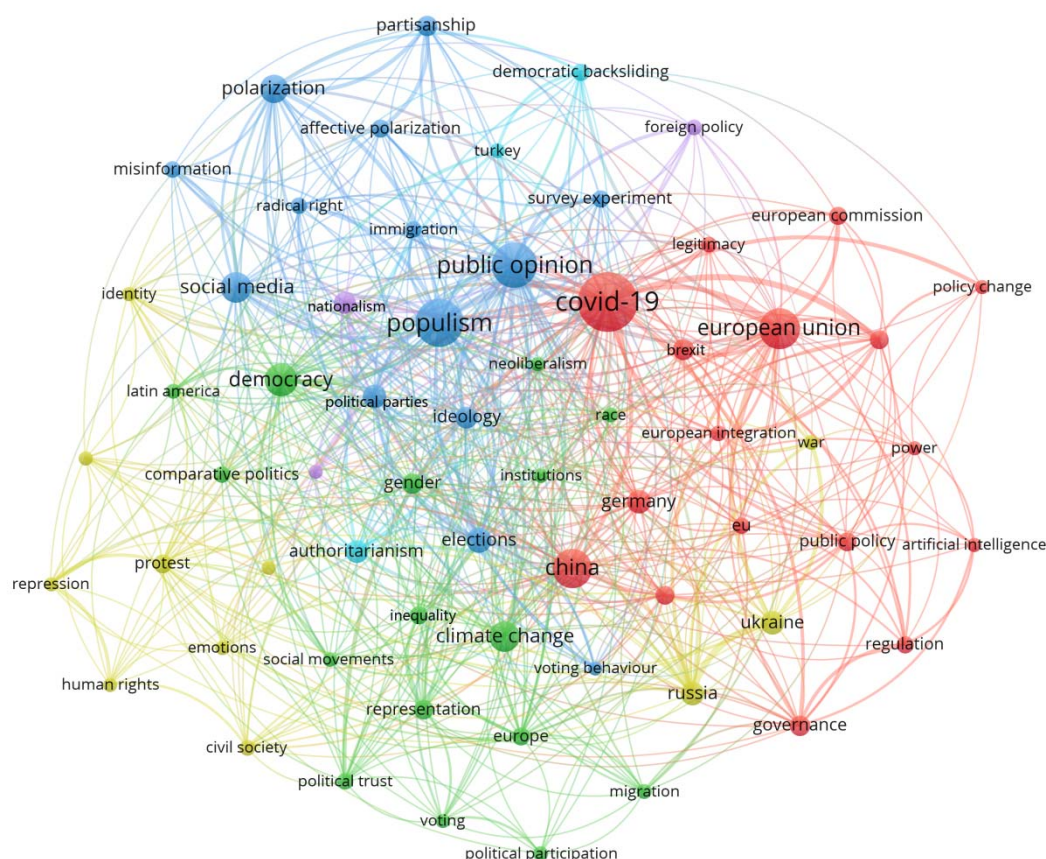 partisanship
democratic backsliding
polarization
affective polarization
foreign policy
turkey
misinformation
radical right
survey experiment
european commission
immigration
legitimacy
public opinion
social media
identity
nationalism
covid-19
policy change
populism
european union
brexit
neoliberalism
democracy
latin america
political parties
ideology
race
european integration
war
power
comparative politics
gender
institutions
germany
eu
authoritarianism
elections
public policy
artificial intelligence
protest
china
repression
inequality
ukraine
climate change
regulation
emotions
social movements
voting behaviour
human rights
russia
representation
governance
europe
civil society
political trust
migration
voting
political participation